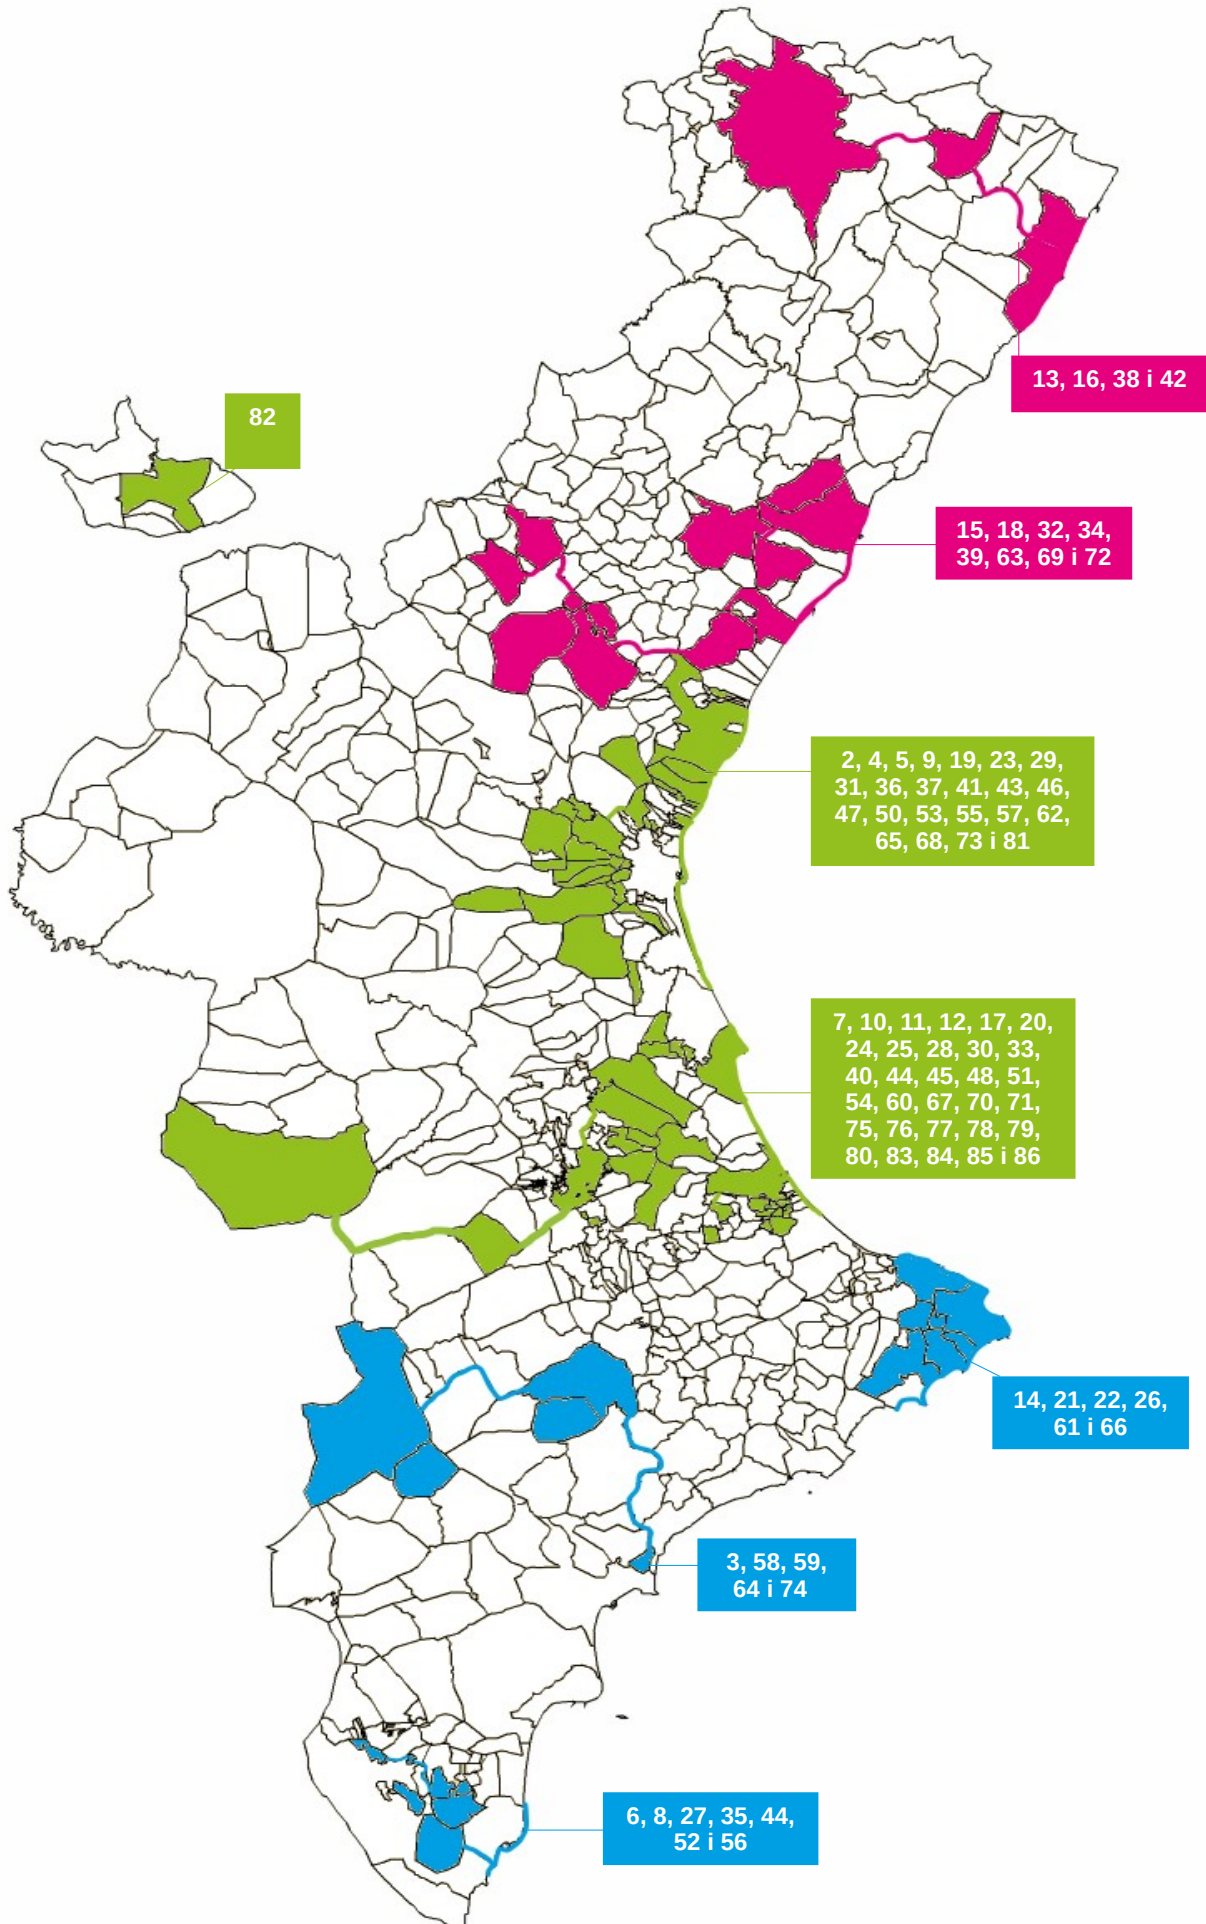 13, 16, 38 i 42
82
15, 18, 32, 34,
39, 63, 69 i 72
2, 4, 5, 9, 19, 23, 29,
31, 36, 37, 41, 43, 46,
47, 50, 53, 55, 57, 62,
65, 68, 73 i 81
7, 10, 11, 12, 17, 20,
24, 25, 28, 30, 33,
40, 44, 45, 48, 51,
54, 60, 67, 70, 71,
75, 76, 77, 78, 79,
80, 83, 84, 85 i 86
14, 21, 22, 26,
61 i 66
3, 58, 59,
64 i 74
6, 8, 27, 35, 44,
52 i 56